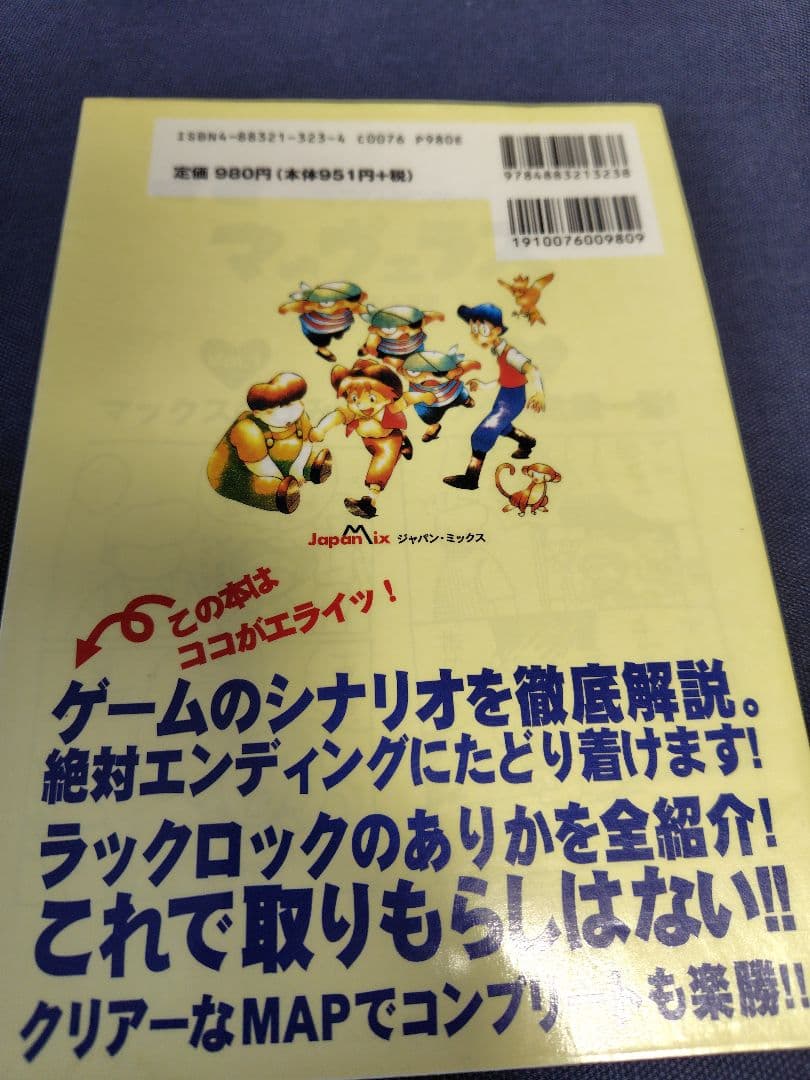 ISBN4-88321-323-4 C0076 P980E
定価 980円(本体951円+税)
9784883213238
1910076009809
JapanMix ジャパン・ミックス
この本は
ココがエライッ!
ゲームのシナリオを徹底解説。
絶対エンディングにたどり着けます!
ラックロックのありかを全紹介!
これで取りもらしはない!!
クリアーなMAPでコンプリートも楽勝!!